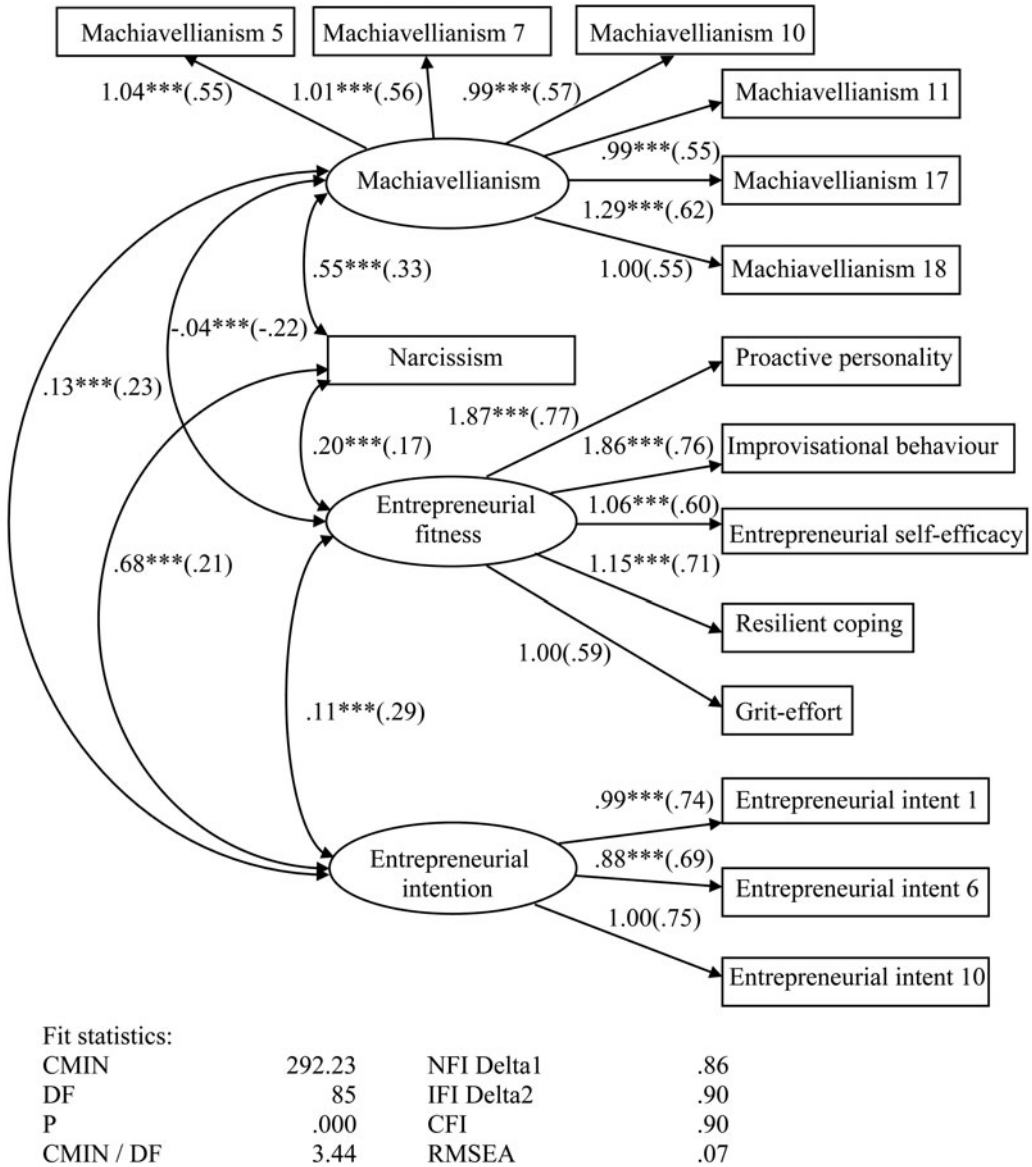 Machiavellianism 5
Machiavellianism 7
Machiavellianism 10
1.04***(.55)
1.01***(.56)
.99***(.57)
Machiavellianism 11
.99***(.55)
Machiavellianism
Machiavellianism 17
1.29***(.62)
1.00(.55)
Machiavellianism 18
.55***(.33)
-.04***(-.22)
Narcissism
Proactive personality
.13***(.23)
1.87***(.77)
.20***(.17)
1.86***(.76)
Improvisational behaviour
Entrepreneurial
fitness
1.06***(.60)
Entrepreneurial self-efficacy
.68***(.21)
1.15***(.71)
Resilient coping
1.00(.59)
.11***(.29)
Grit-effort
.99***(.74)
Entrepreneurial intent 1
Entrepreneurial
intention
.88***(.69)
Entrepreneurial intent 6
1.00(.75)
Entrepreneurial intent 10
Fit statistics:
CMIN 292.23 NFI Delta1 .86
DF 85 IFI Delta2 .90
P .000 CFI .90
CMIN / DF 3.44 RMSEA .07